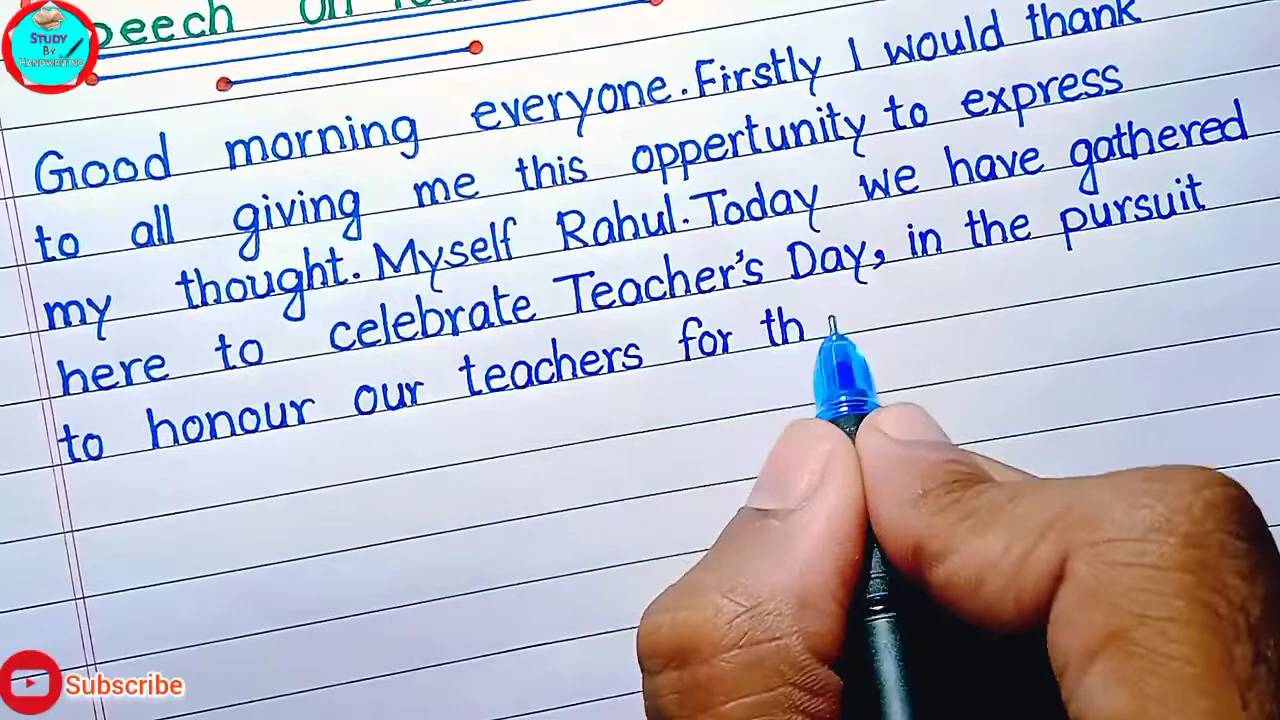 STUDY
By
HANDWRITING
peech on
Good morning everyone. Firstly I would thank
to all giving me this oppertunity to express
my thought. Myself Rahul. Today we have gathered
here to celebrate Teacher's Day, in the pursuit
to honour our teachers for th
Subscribe